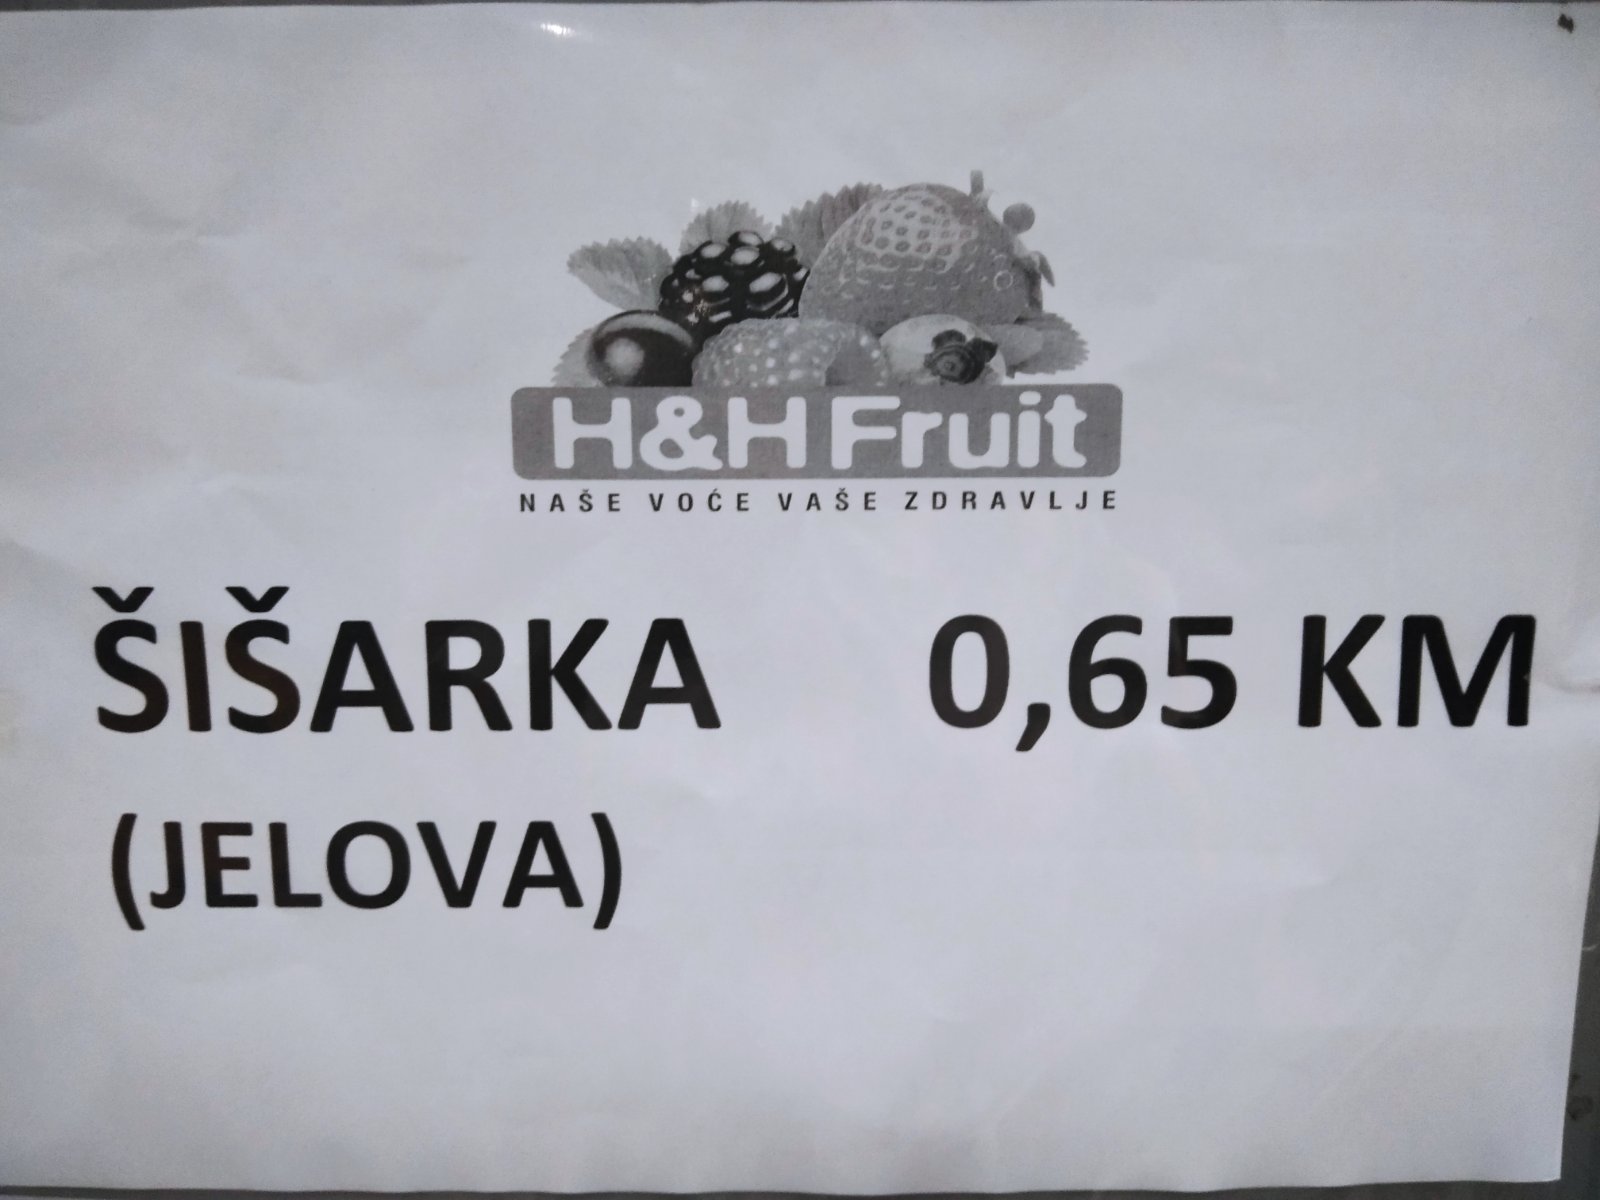 H&H Fruit
NAŠE VOĆE VAŠE ZDRAVLJE
ŠIŠARKA 0,65 KM
(JELOVA)